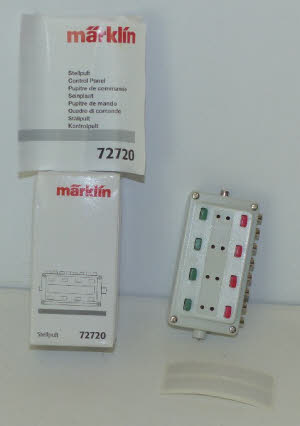 märklin
Stellpult
Control Panel
Pupitre de commande
Seinpault
Pupitre de mando
Quadro di comando
Ställpult
Kontrolpult
72720
märklin
Stellpult 72720